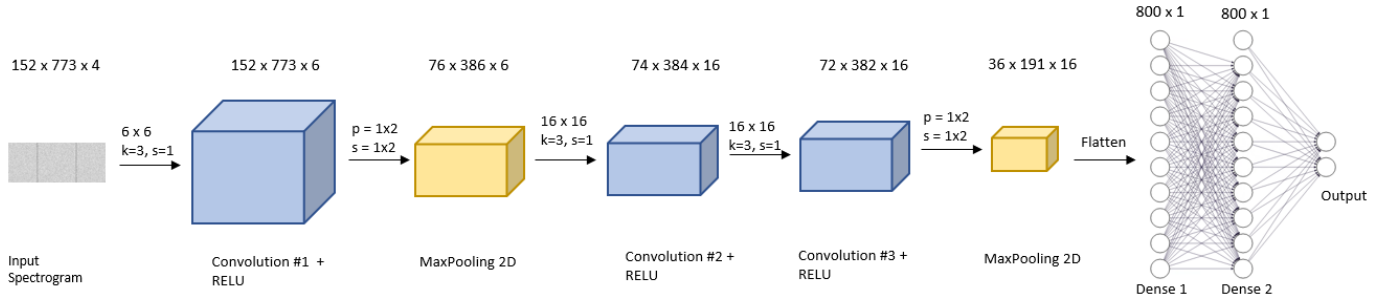 800 x 1
800 x 1
152 x 773 x 4
152 x 773 x 6
76 x 386 x 6
74 x 384 x 16
72 x 382 x 16
36 x 191 x 16
6 x 6
k=3, s=1
p = 1x2
s = 1x2
16 x 16
k=3, s=1
16 x 16
k=3, s=1
p = 1x2
s = 1x2
Flatten
Output
Input
Spectrogram
Convolution #1 +
RELU
MaxPooling 2D
Convolution #2 +
RELU
Convolution #3 +
RELU
MaxPooling 2D
Dense 1
Dense 2